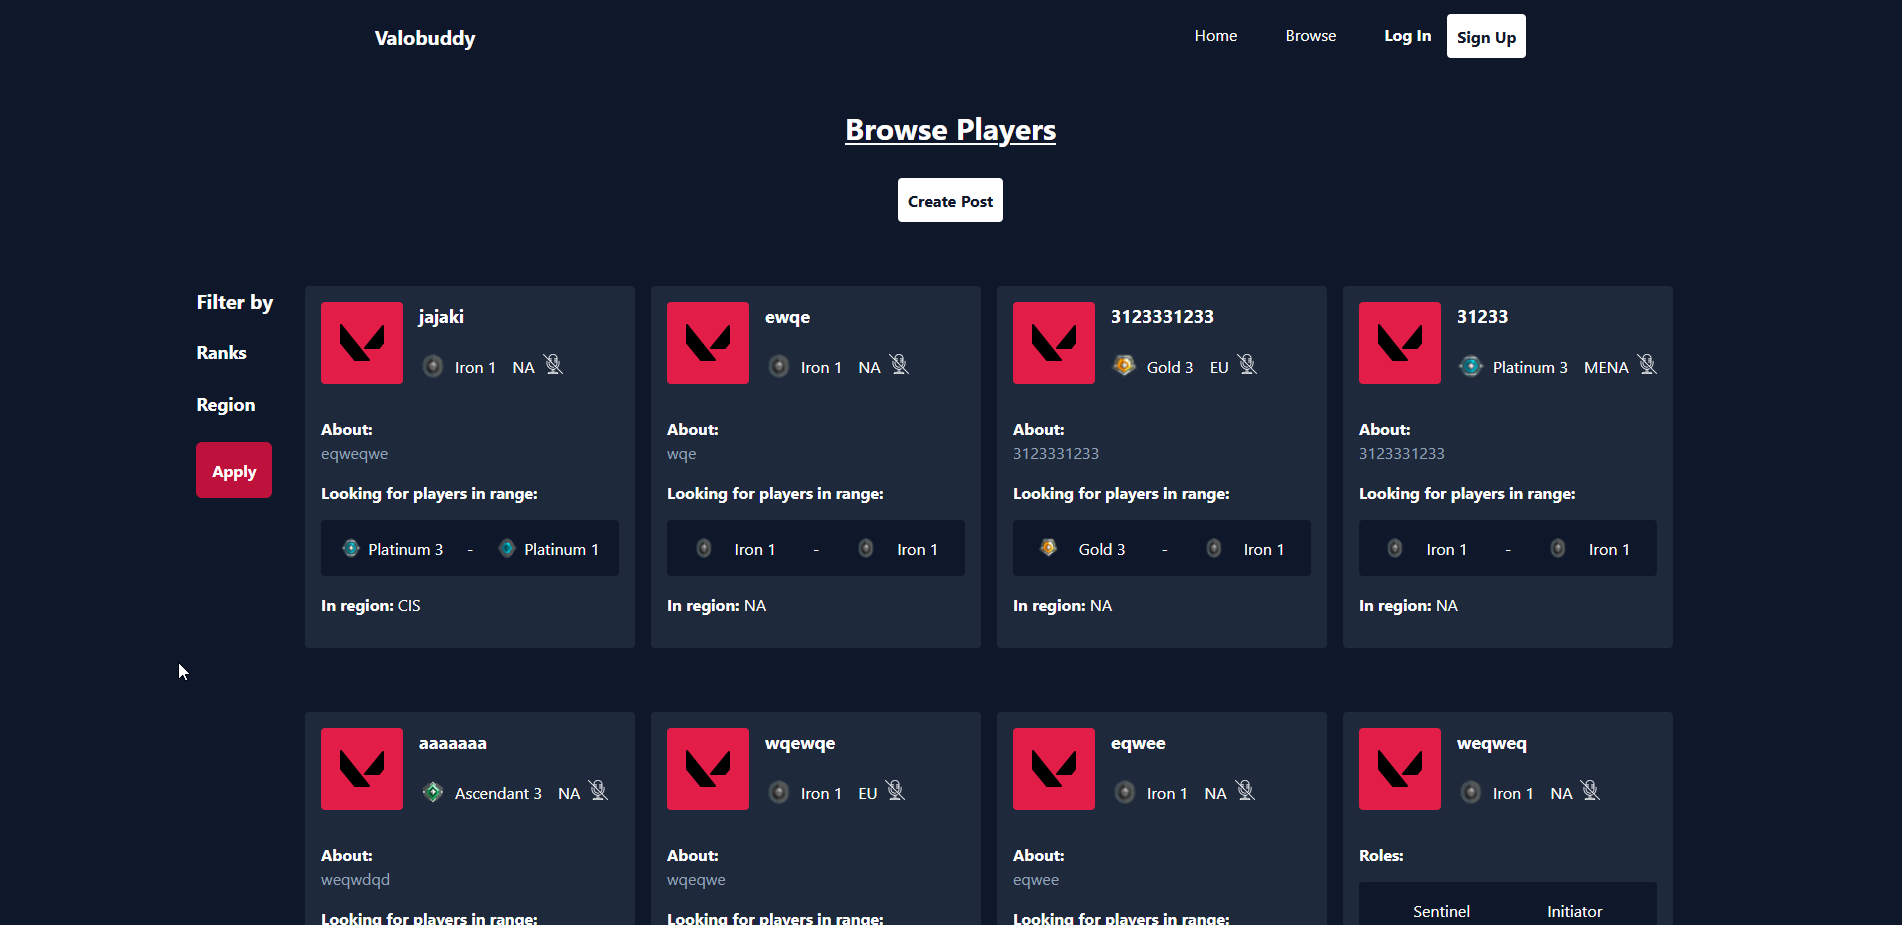 Valobuddy
Home Browse Log In Sign Up
Browse Players
Create Post
Filter by
Ranks
Region
Apply
jajaki
Iron 1 NA
About:
eqweqwe
Looking for players in range:
Platinum 3 - Platinum 1
In region: CIS
ewqe
Iron 1 NA
About:
wqe
Looking for players in range:
Iron 1 - Iron 1
In region: NA
3123331233
Gold 3 EU
About:
3123331233
Looking for players in range:
Gold 3 - Iron 1
In region: NA
31233
Platinum 3 MENA
About:
3123331233
Looking for players in range:
Iron 1 - Iron 1
In region: NA
aaaaaaa
Ascendant 3 NA
About:
weqwdqd
Looking for players in range:
wqewqe
Iron 1 EU
About:
wqeqwe
Looking for players in range:
eqwee
Iron 1 NA
About:
eqwee
Looking for players in range:
weqweq
Iron 1 NA
Roles:
Sentinel Initiator